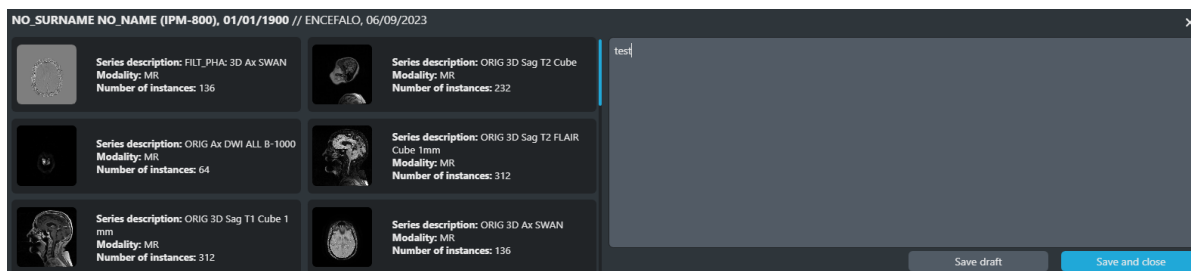 NO_SURNAME NO_NAME (IPM-800), 01/01/1900 // ENCEFALO, 06/09/2023
Series description: FILT_PHA: 3D Ax SWAN
Modality: MR
Number of instances: 136
Series description: ORIG 3D Sag T2 Cube
Modality: MR
Number of instances: 232
Series description: ORIG Ax DWI ALL B-1000
Modality: MR
Number of instances: 64
Series description: ORIG 3D Sag T2 FLAIR
Cube 1mm
Modality: MR
Number of instances: 312
Series description: ORIG 3D Sag T1 Cube 1
mm
Modality: MR
Number of instances: 312
Series description: ORIG 3D Ax SWAN
Modality: MR
Number of instances: 136
test
Save draft
Save and close